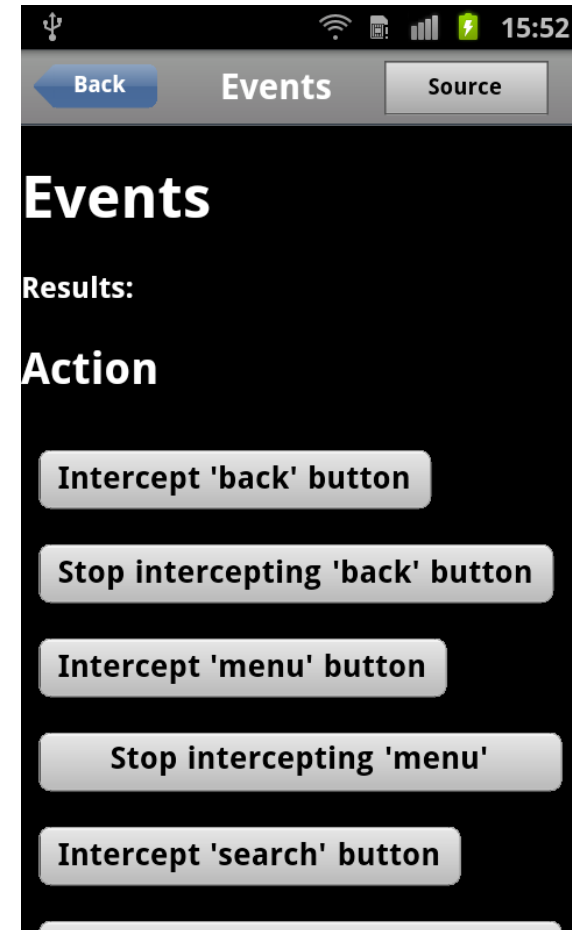 15:52
Back Events Source
Events
Results:
Action
Intercept 'back' button
Stop intercepting 'back' button
Intercept 'menu' button
Stop intercepting 'menu'
Intercept 'search' button